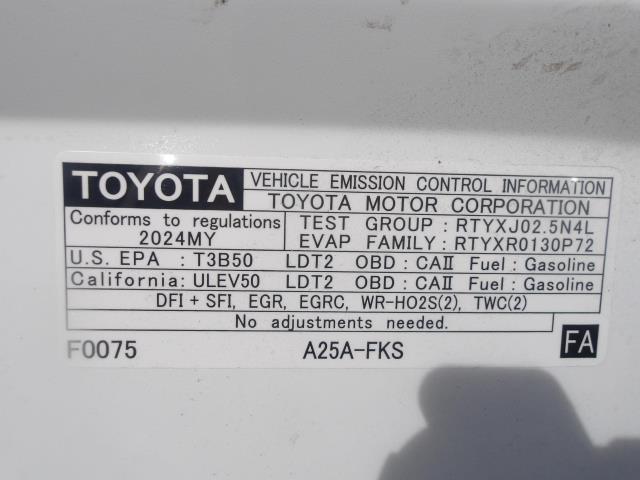 TOYOTA
VEHICLE EMISSION CONTROL INFORMATION
TOYOTA MOTOR CORPORATION
Conforms to regulations
2024MY
TEST GROUP : RTYXJ02.5N4L
EVAP FAMILY : RTYXR0130P72
U.S. EPA : T3B50 LDT2 OBD : CAⅡ Fuel : Gasoline
California: ULEV50 LDT2 OBD : CAⅡ Fuel : Gasoline
DFI + SFI, EGR, EGRC, WR-HO2S(2), TWC(2)
No adjustments needed.
F0075 A25A-FKS FA